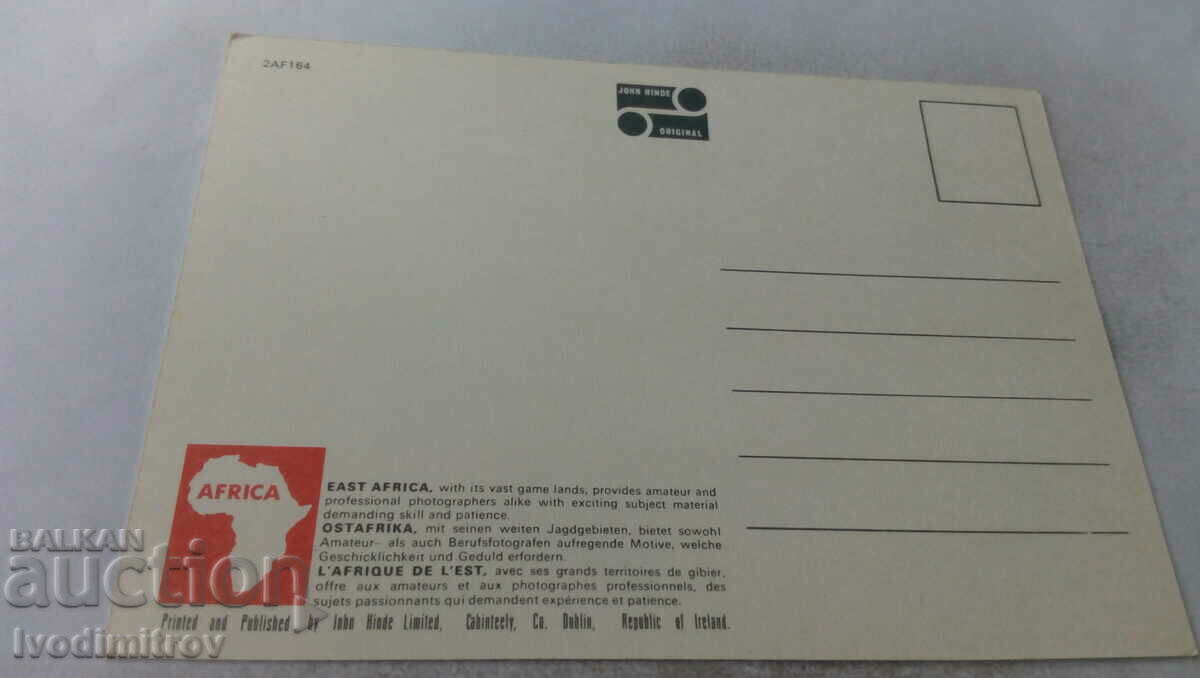 2AF164
JOHN HINDE
ORIGINAL
AFRICA
EAST AFRICA, with its vast game lands, provides amateur and
professional photographers alike with exciting subject material
demanding skill and patience.
OSTAFRIKA, mit seinen weiten Jagdgebieten, bietet sowohl
Amateur- als auch Berufsfotografen aufregende Motive, welche
Geschicklichkeit und Geduld erfordern.
L'AFRIQUE DE L'EST, avec ses grands territoires de gibier,
offre aux amateurs et aux photographes professionnels, des
sujets passionnants qui demandent expérience et patience.
Printed and Published by John Hinde Limited, Cabinteely, Co. Dublin, Republic of Ireland.
BALKAN
auction
Ivodimitrov